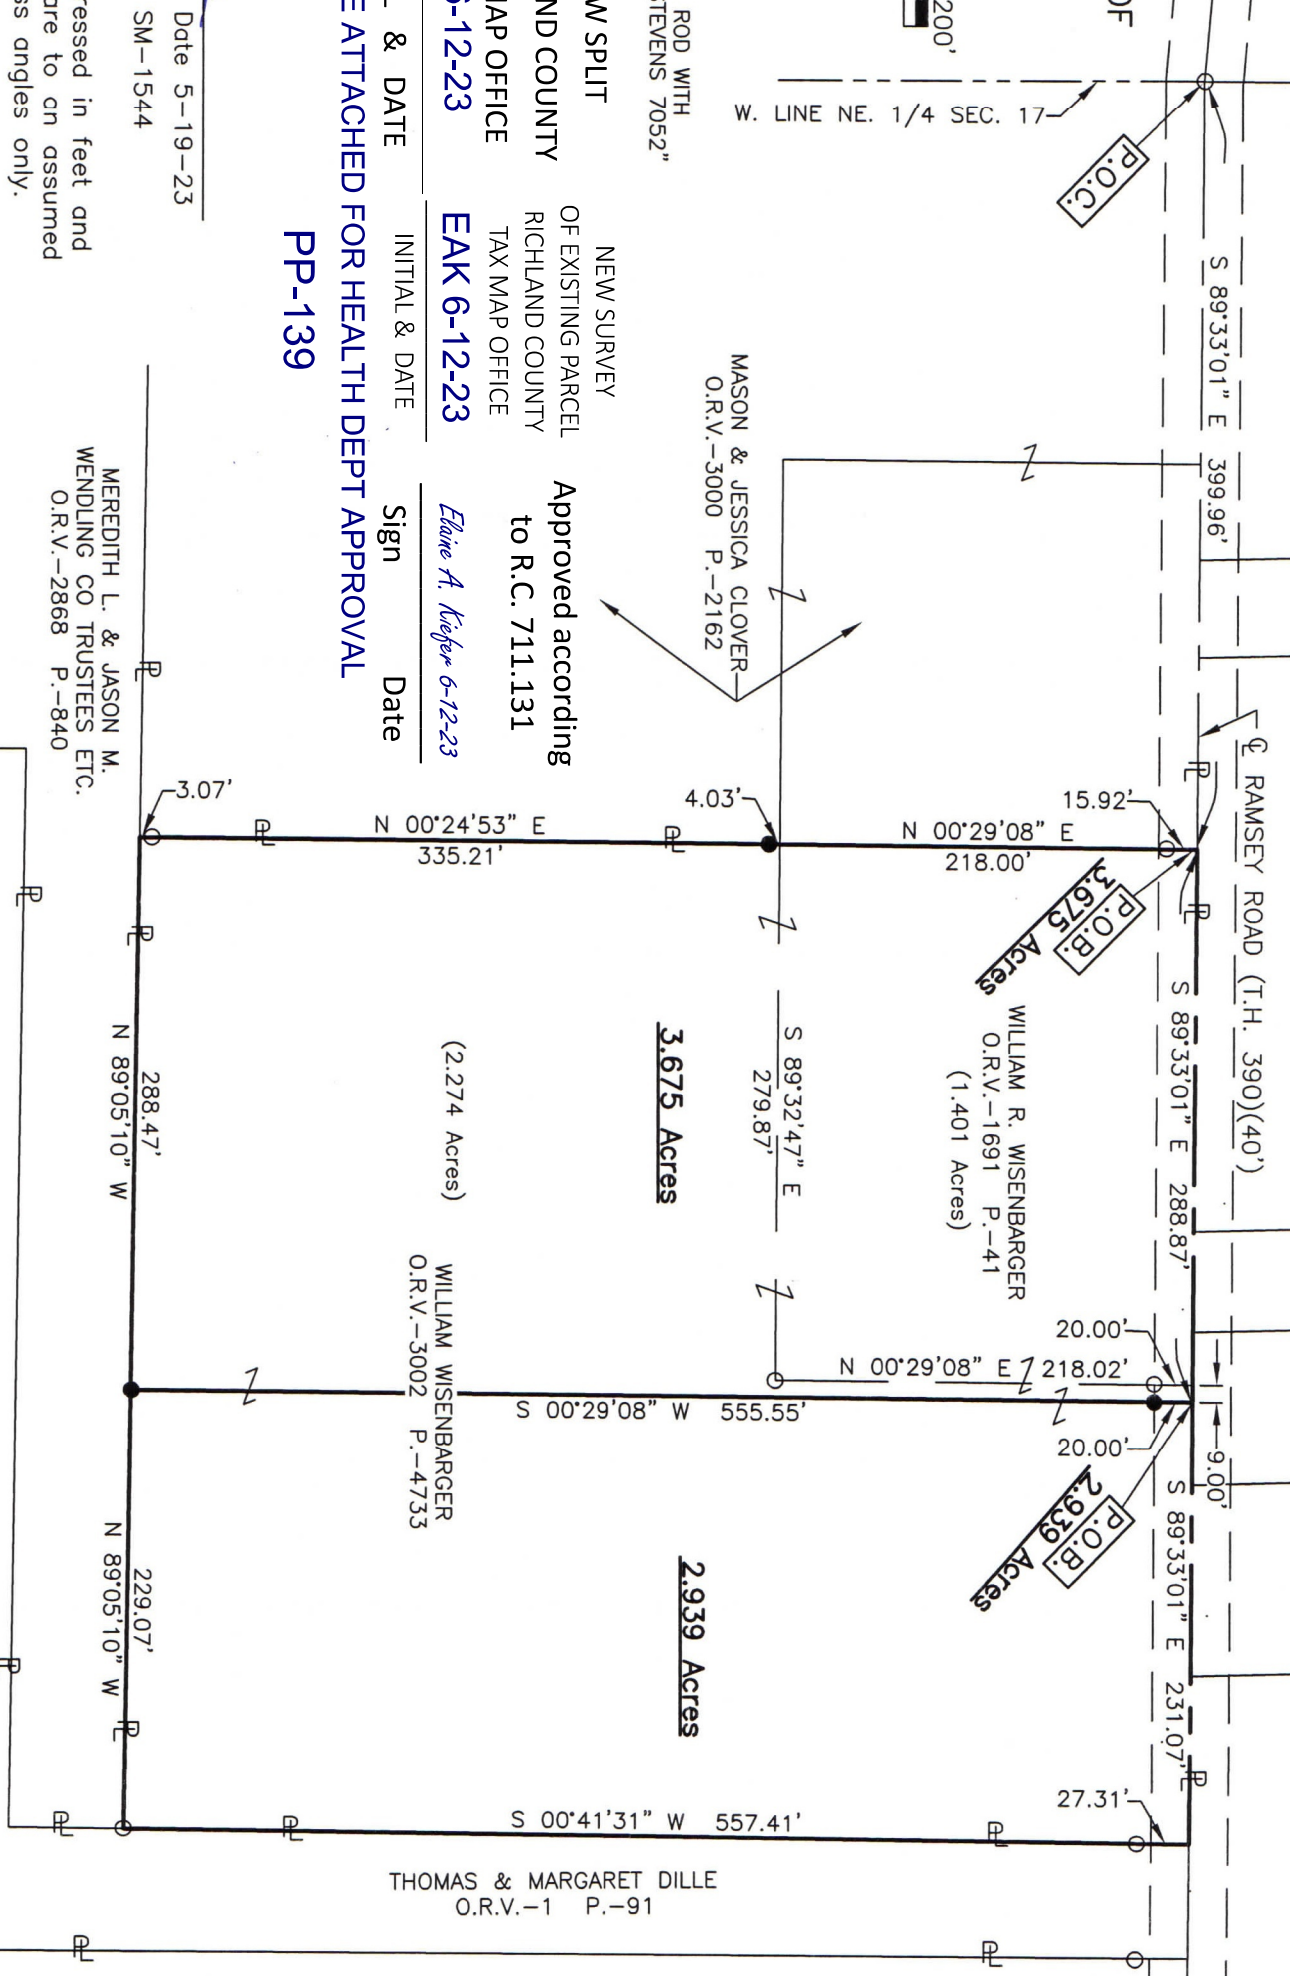 OF
200'
ROD WITH
STEVENS 7052"
W SPLIT
ND COUNTY
MAP OFFICE
6-12-23
& DATE
E ATTACHED FOR HEALTH DEPT APPROVAL
PP-139
Date 5-19-23
SM-1544
ressed in feet and
are to an assumed
ss angles only.
W. LINE NE. 1/4 SEC. 17
P.O.C.
S 89°33'01" E 399.96'
NEW SURVEY
OF EXISTING PARCEL
RICHLAND COUNTY
TAX MAP OFFICE
EAK 6-12-23
INITIAL & DATE
Approved according
to R.C. 711.131
Elaine A. Kiefer 6-12-23
Sign Date
MASON & JESSICA CLOVER
O.R.V.-3000 P.-2162
MEREDITH L. & JASON M.
WENDLING CO TRUSTEES ETC.
O.R.V.-2868 P.-840
℄ RAMSEY ROAD (T.H. 390)(40')
15.92'
N 00°29'08" E
218.00'
4.03'
N 00°24'53" E
335.21'
3.07'
P.O.B.
3.675 Acres
S 89°33'01" E 288.87'
WILLIAM R. WISENBARGER
O.R.V.-1691 P.-41
(1.401 Acres)
S 89°32'47" E
279.87'
3.675 Acres
(2.274 Acres)
288.47'
N 89°05'10" W
WILLIAM WISENBARGER
O.R.V.-3002 P.-4733
20.00'
N 00°29'08" E 218.02'
S 00°29'08" W 555.55'
20.00'
9.00'
P.O.B.
2.939 Acres
S 89°33'01" E 231.07'
2.939 Acres
229.07'
N 89°05'10" W
27.31'
S 00°41'31" W 557.41'
THOMAS & MARGARET DILLE
O.R.V.-1 P.-91